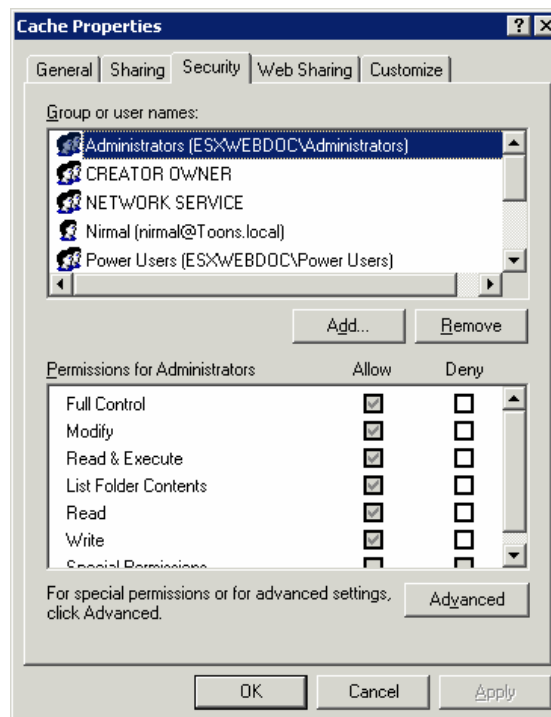 Cache Properties
General
Sharing
Security
Web Sharing
Customize
Group or user names:
Administrators (ESXWEBDOC\Administrators)
CREATOR OWNER
NETWORK SERVICE
Nirmal (nirmal@Toons.local)
Power Users (ESXWEBDOC\Power Users)
Add...
Remove
Permissions for Administrators
Allow
Deny
Full Control
Modify
Read & Execute
List Folder Contents
Read
Write
Special Permissions
For special permissions or for advanced settings,
click Advanced.
Advanced
OK
Cancel
Apply